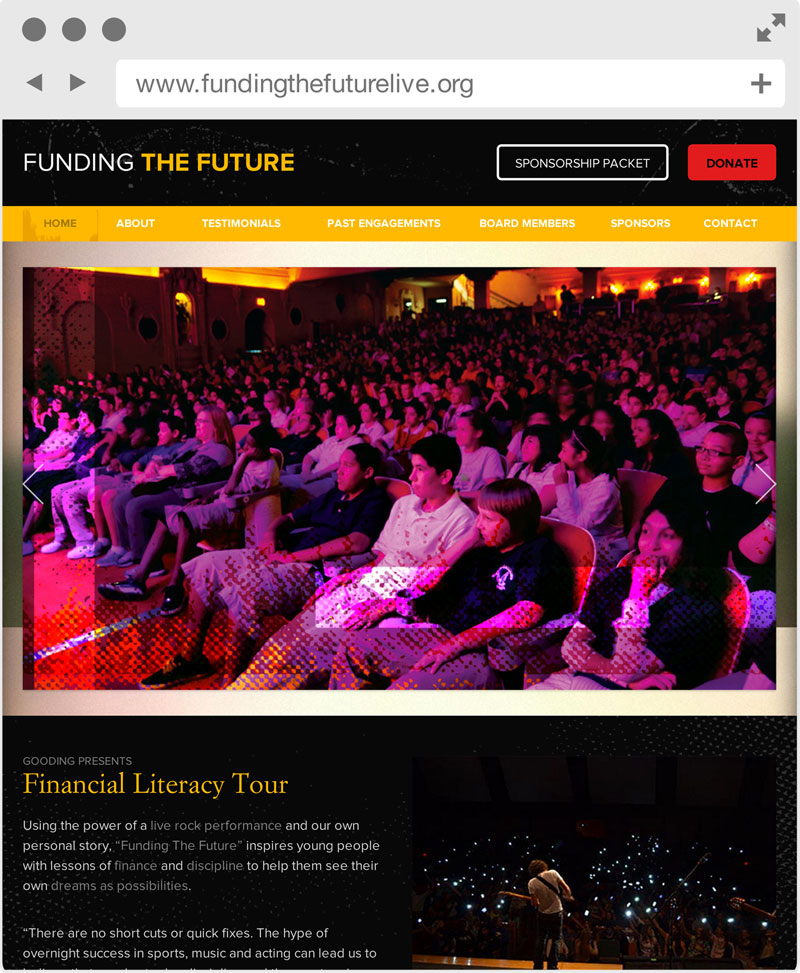 www.fundingthefuturelive.org
FUNDING THE FUTURE
SPONSORSHIP PACKET
DONATE
HOME ABOUT TESTIMONIALS PAST ENGAGEMENTS BOARD MEMBERS SPONSORS CONTACT
GOODING PRESENTS
Financial Literacy Tour
Using the power of a live rock performance and our own
personal story, “Funding The Future” inspires young people
with lessons of finance and discipline to help them see their
own dreams as possibilities.
“There are no short cuts or quick fixes. The hype of
overnight success in sports, music and acting can lead us to